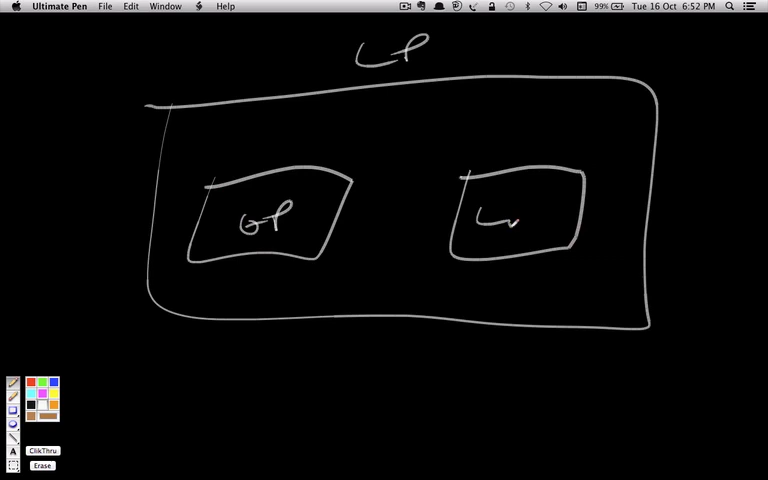 Ultimate Pen File Edit Window Help 99% Tue 16 Oct 6:52 PM
LP
GP
ClikThru
Erase